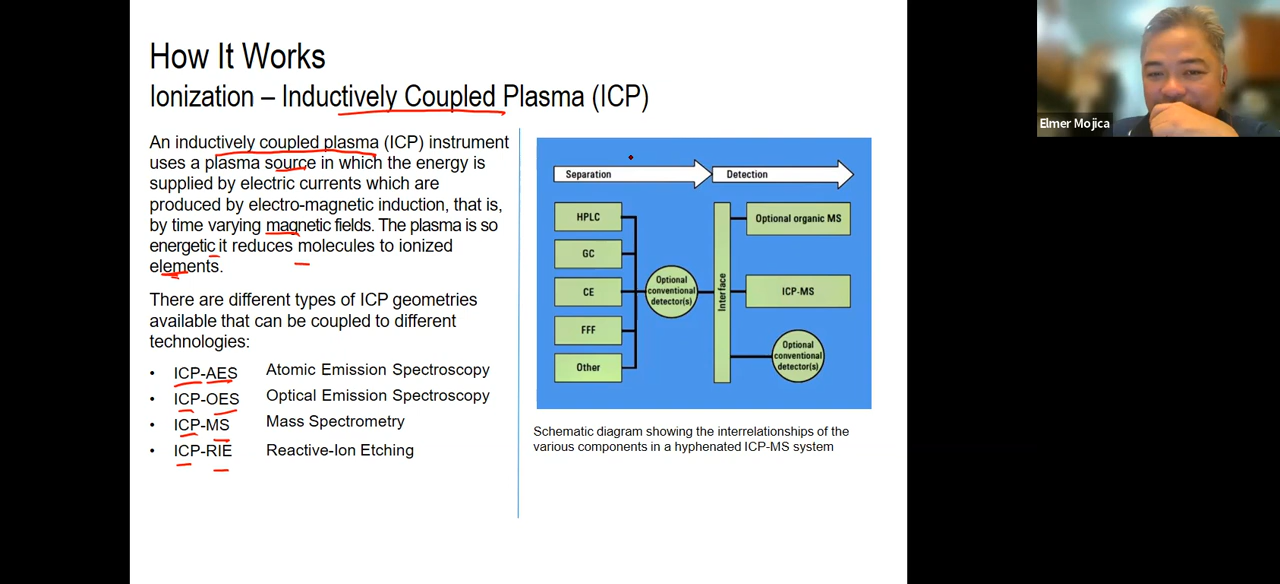 How It Works
Ionization – Inductively Coupled Plasma (ICP)
An inductively coupled plasma (ICP) instrument
uses a plasma source in which the energy is
supplied by electric currents which are
produced by electro-magnetic induction, that is,
by time varying magnetic fields. The plasma is so
energetic it reduces molecules to ionized
elements.
There are different types of ICP geometries
available that can be coupled to different
technologies:
• ICP-AES Atomic Emission Spectroscopy
• ICP-OES Optical Emission Spectroscopy
• ICP-MS Mass Spectrometry
• ICP-RIE Reactive-Ion Etching
Separation
Detection
HPLC
GC
CE
FFF
Other
Optional
conventional
detector(s)
Interface
Optional organic MS
ICP-MS
Optional
conventional
detector(s)
Schematic diagram showing the interrelationships of the
various components in a hyphenated ICP-MS system
Elmer Mojica